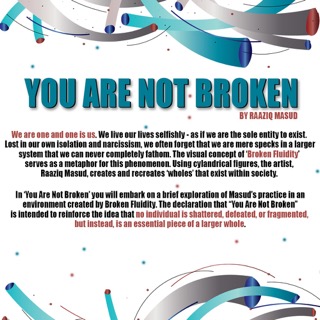 YOU ARE NOT BROKEN
BY RAAZIQ MASUD
We are one and one is us. We live our lives selfishly - as if we are the sole entity to exist.
Lost in our own isolation and narcissism, we often forget that we are mere specks in a larger
system that we can never completely fathom. The visual concept of 'Broken Fluidity'
serves as a metaphor for this phenomenon. Using cylandrical figures, the artist,
Raaziq Masud, creates and recreates 'wholes' that exist within society.
In 'You Are Not Broken' you will embark on a brief exploration of Masud's practice in an
environment created by Broken Fluidity. The declaration that "You Are Not Broken"
is intended to reinforce the idea that no individual is shattered, defeated, or fragmented,
but instead, is an essential piece of a larger whole.